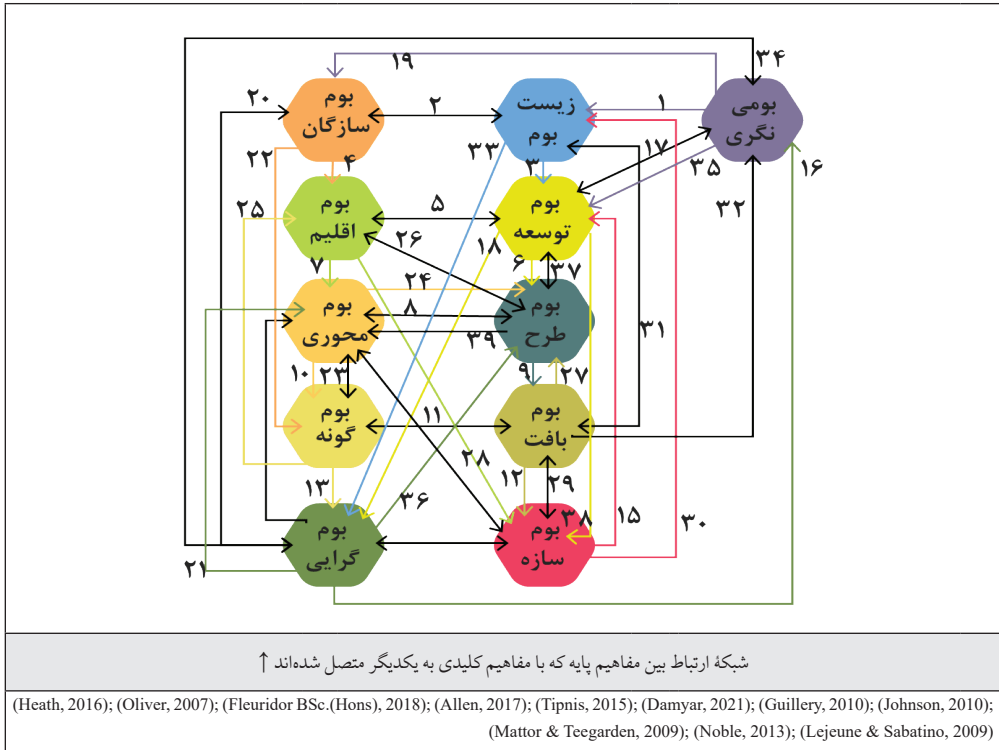 ۳۴
۱۹
بومی
نگری
۱
زیست
بوم
۲
بوم
سازگان
۲۰
۱۷
۳۵
۱۶
۳۳
۳
۴
۲۲
۳۲
بوم
توسعه
۵
بوم
اقلیم
۲۵
۱۸
۲۶
۶
۳۷
۷
۲۴
بوم
طرح
۸
۳۹
بوم
محوری
۳۱
۹
۲۷
۱۰
۲۳
بوم
بافت
۱۱
بوم
گونه
۲۸
۱۲
۲۹
۱۳
۳۶
۳۸
۱۵
۳۰
بوم
سازه
بوم
گرایی
۲۱
شبکهٔ ارتباط بین مفاهیم پایه که با مفاهیم کلیدی به یکدیگر متصل شده‌اند ↑
(Heath, 2016); (Oliver, 2007); (Fleuridor BSc.(Hons), 2018); (Allen, 2017); (Tipnis, 2015); (Damyar, 2021); (Guillery, 2010); (Johnson, 2010);
(Mattor & Teegarden, 2009); (Noble, 2013); (Lejeune & Sabatino, 2009)